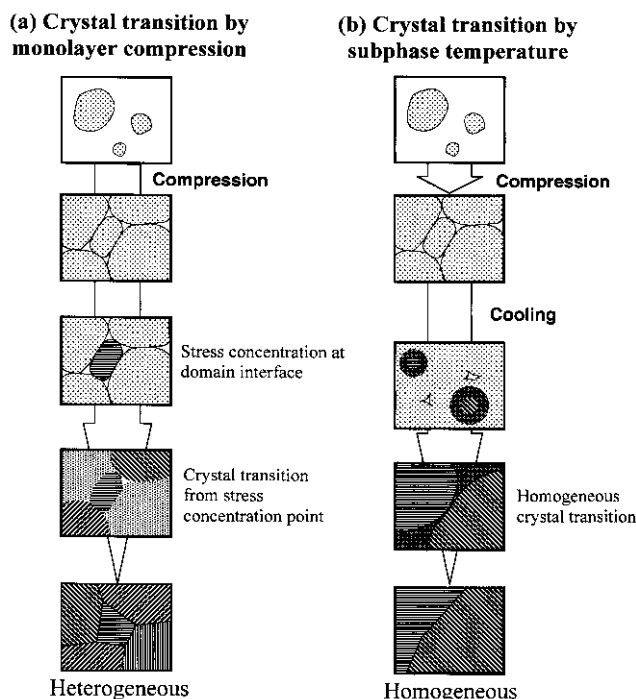 (a) Crystal transition by
monolayer compression
Compression
Stress concentration at
domain interface
Crystal transition
from stress
concentration point
Heterogeneous
(b) Crystal transition by
subphase temperature
Compression
Cooling
Homogeneous
crystal transition
Homogeneous